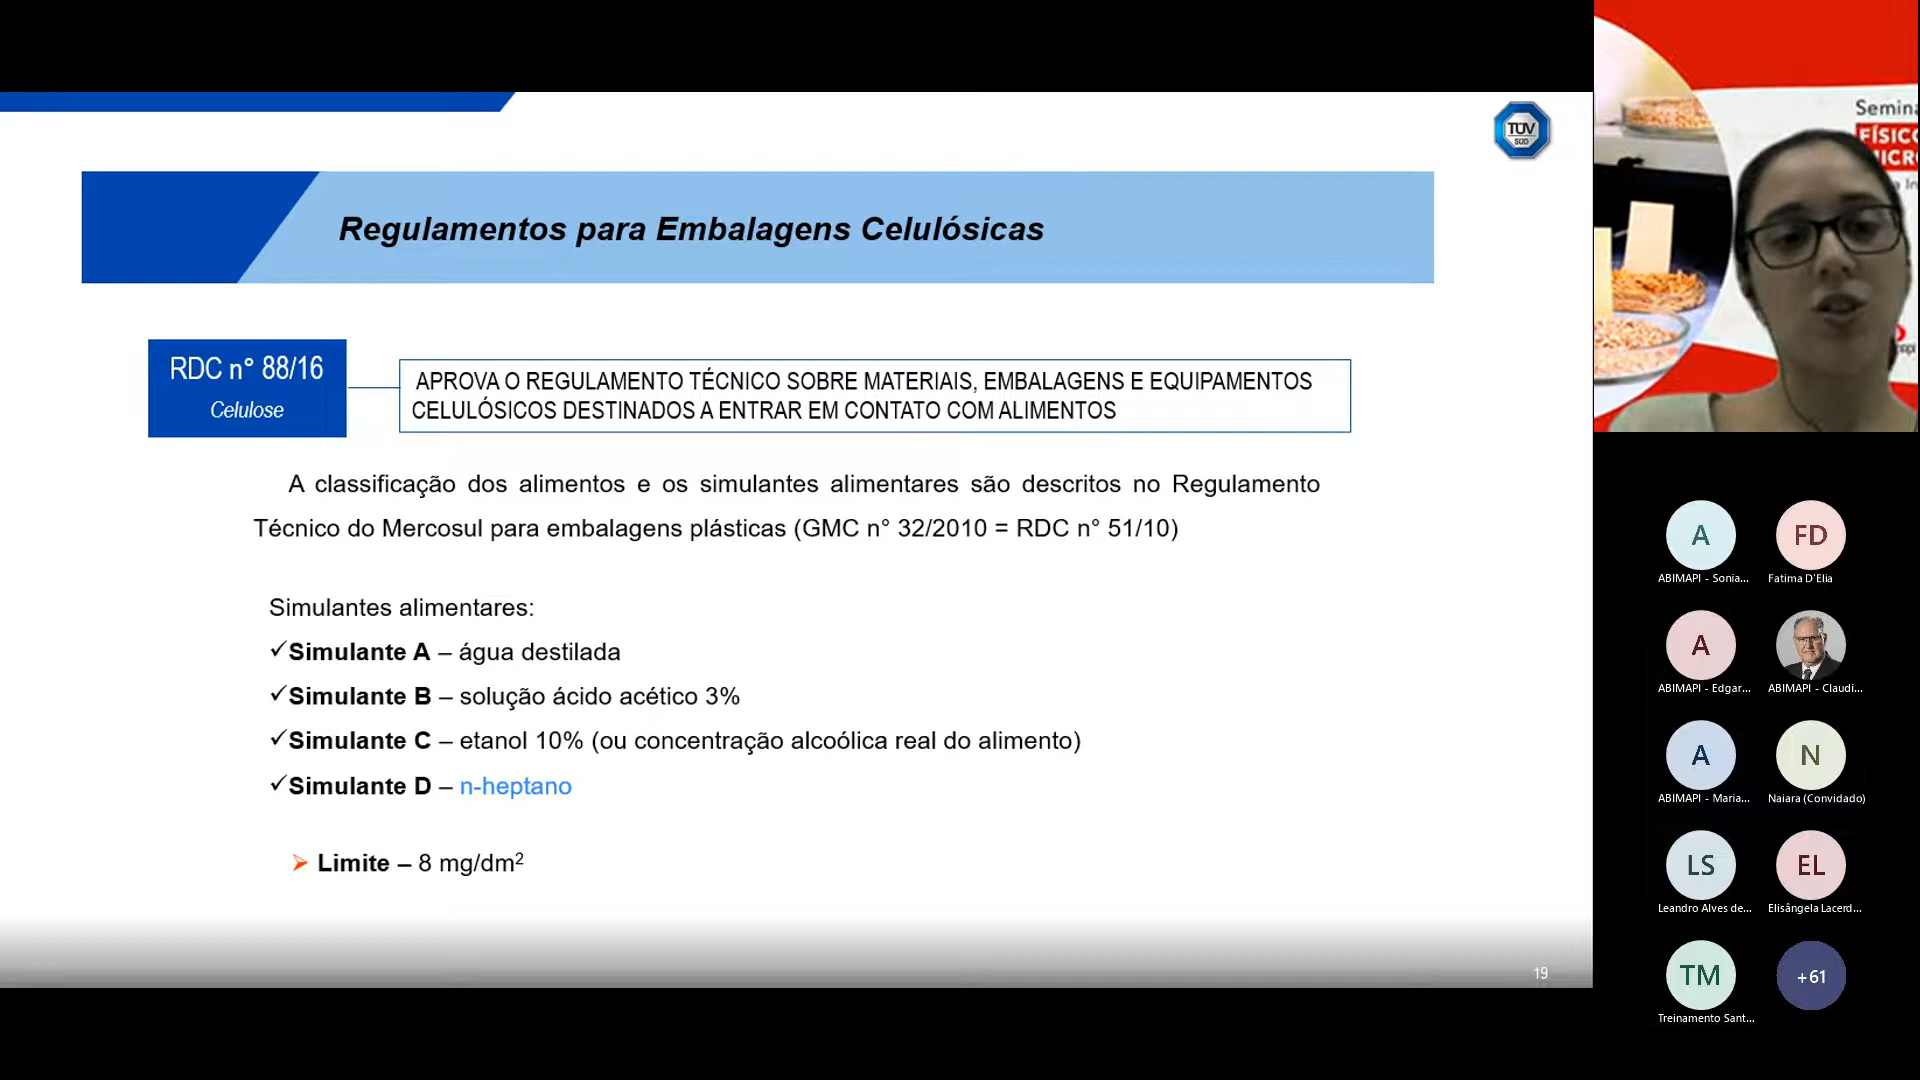 TÜV
SÜD
Regulamentos para Embalagens Celulósicas
RDC n° 88/16
Celulose
APROVA O REGULAMENTO TÉCNICO SOBRE MATERIAIS, EMBALAGENS E EQUIPAMENTOS
CELULÓSICOS DESTINADOS A ENTRAR EM CONTATO COM ALIMENTOS
A classificação dos alimentos e os simulantes alimentares são descritos no Regulamento
Técnico do Mercosul para embalagens plásticas (GMC n° 32/2010 = RDC n° 51/10)
Simulantes alimentares:
✓Simulante A – água destilada
✓Simulante B – solução ácido acético 3%
✓Simulante C – etanol 10% (ou concentração alcoólica real do alimento)
✓Simulante D – n-heptano
➢ Limite – 8 mg/dm²
19
Semina
FÍSICO
MICR
A
ABIMAPI - Sonia...
FD
Fatima D'Elia
A
ABIMAPI - Edgar...
ABIMAPI - Claudi...
A
ABIMAPI - Maria...
N
Naiara (Convidado)
LS
Leandro Alves de...
EL
Elisângela Lacerd...
TM
Treinamento Sant...
+61